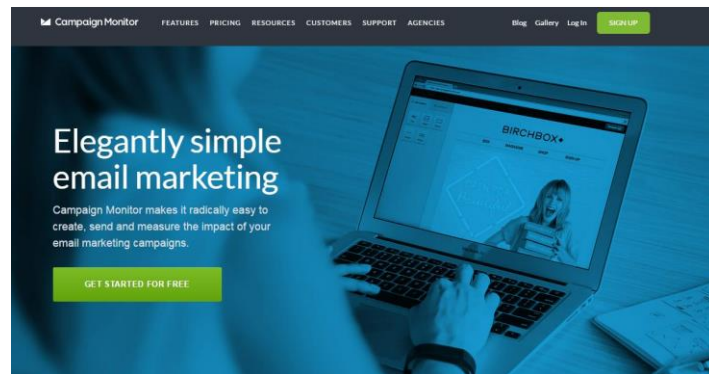 Campaign Monitor FEATURES PRICING RESOURCES CUSTOMERS SUPPORT AGENCIES Blog Gallery Log In SIGN UP
Elegantly simple
email marketing
Campaign Monitor makes it radically easy to
create, send and measure the impact of your
email marketing campaigns.
GET STARTED FOR FREE
BIRCHBOX+